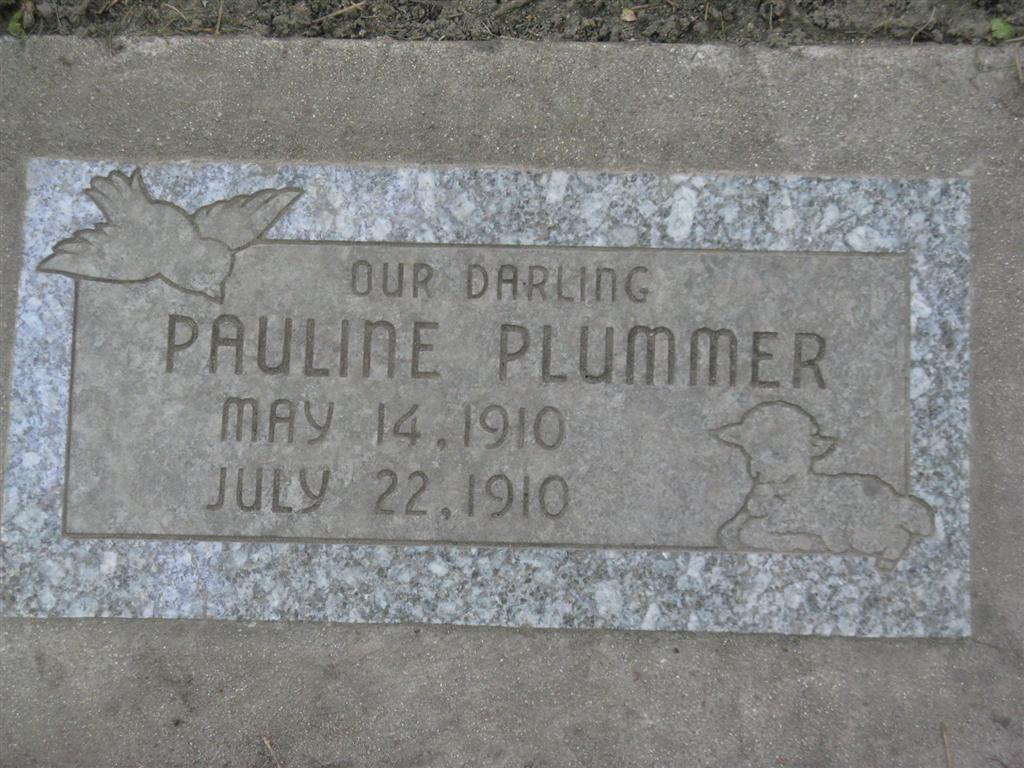 OUR DARLING
PAULINE PLUMMER
MAY 14, 1910
JULY 22, 1910